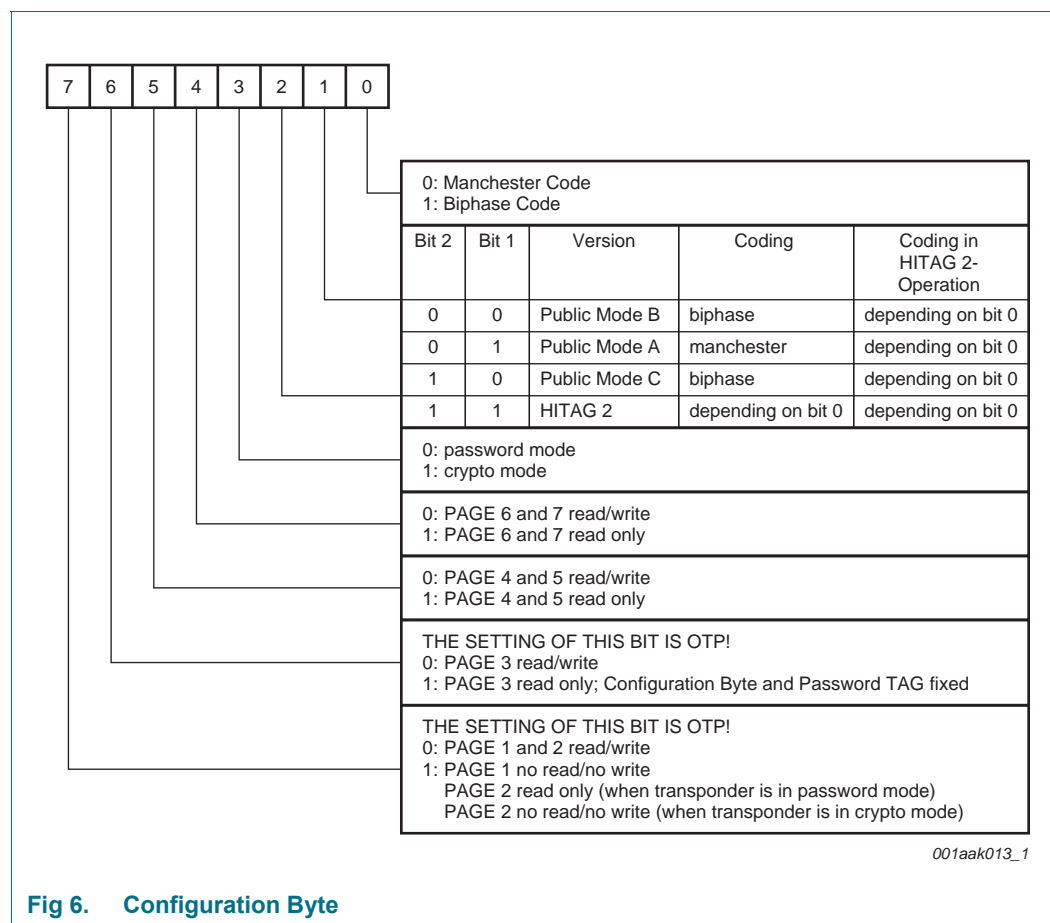 7 6 5 4 3 2 1 0
0: Manchester Code
1: Biphase Code
Bit 2 Bit 1 Version Coding Coding in
HITAG 2-
Operation
0 0 Public Mode B biphase depending on bit 0
0 1 Public Mode A manchester depending on bit 0
1 0 Public Mode C biphase depending on bit 0
1 1 HITAG 2 depending on bit 0 depending on bit 0
0: password mode
1: crypto mode
0: PAGE 6 and 7 read/write
1: PAGE 6 and 7 read only
0: PAGE 4 and 5 read/write
1: PAGE 4 and 5 read only
THE SETTING OF THIS BIT IS OTP!
0: PAGE 3 read/write
1: PAGE 3 read only; Configuration Byte and Password TAG fixed
THE SETTING OF THIS BIT IS OTP!
0: PAGE 1 and 2 read/write
1: PAGE 1 no read/no write
PAGE 2 read only (when transponder is in password mode)
PAGE 2 no read/no write (when transponder is in crypto mode)
001aak013_1
Fig 6. Configuration Byte